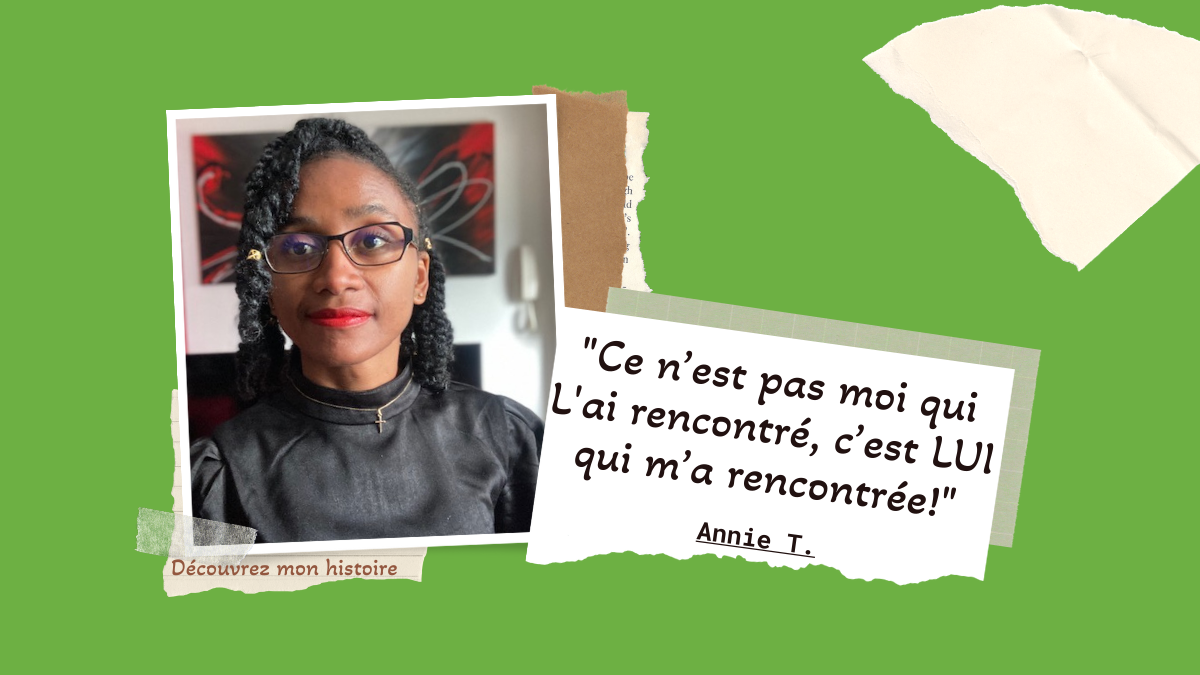 "Ce n’est pas moi qui
L'ai rencontré, c’est LUI
qui m’a rencontrée!"
Annie T.
Découvrez mon histoire